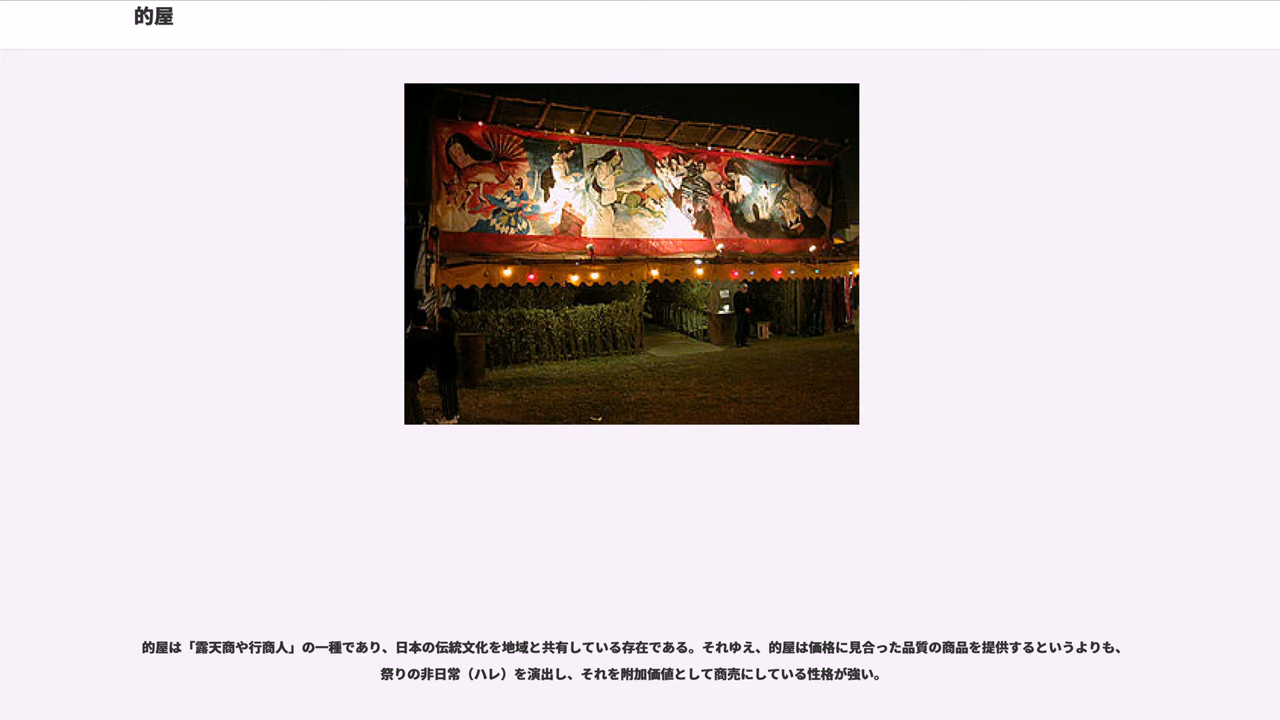 的屋
的屋は「露天商や行商人」の一種であり、日本の伝統文化を地域と共有している存在である。それゆえ、的屋は価格に見合った品質の商品を提供するというよりも、
祭りの非日常（ハレ）を演出し、それを附加価値として商売にしている性格が強い。